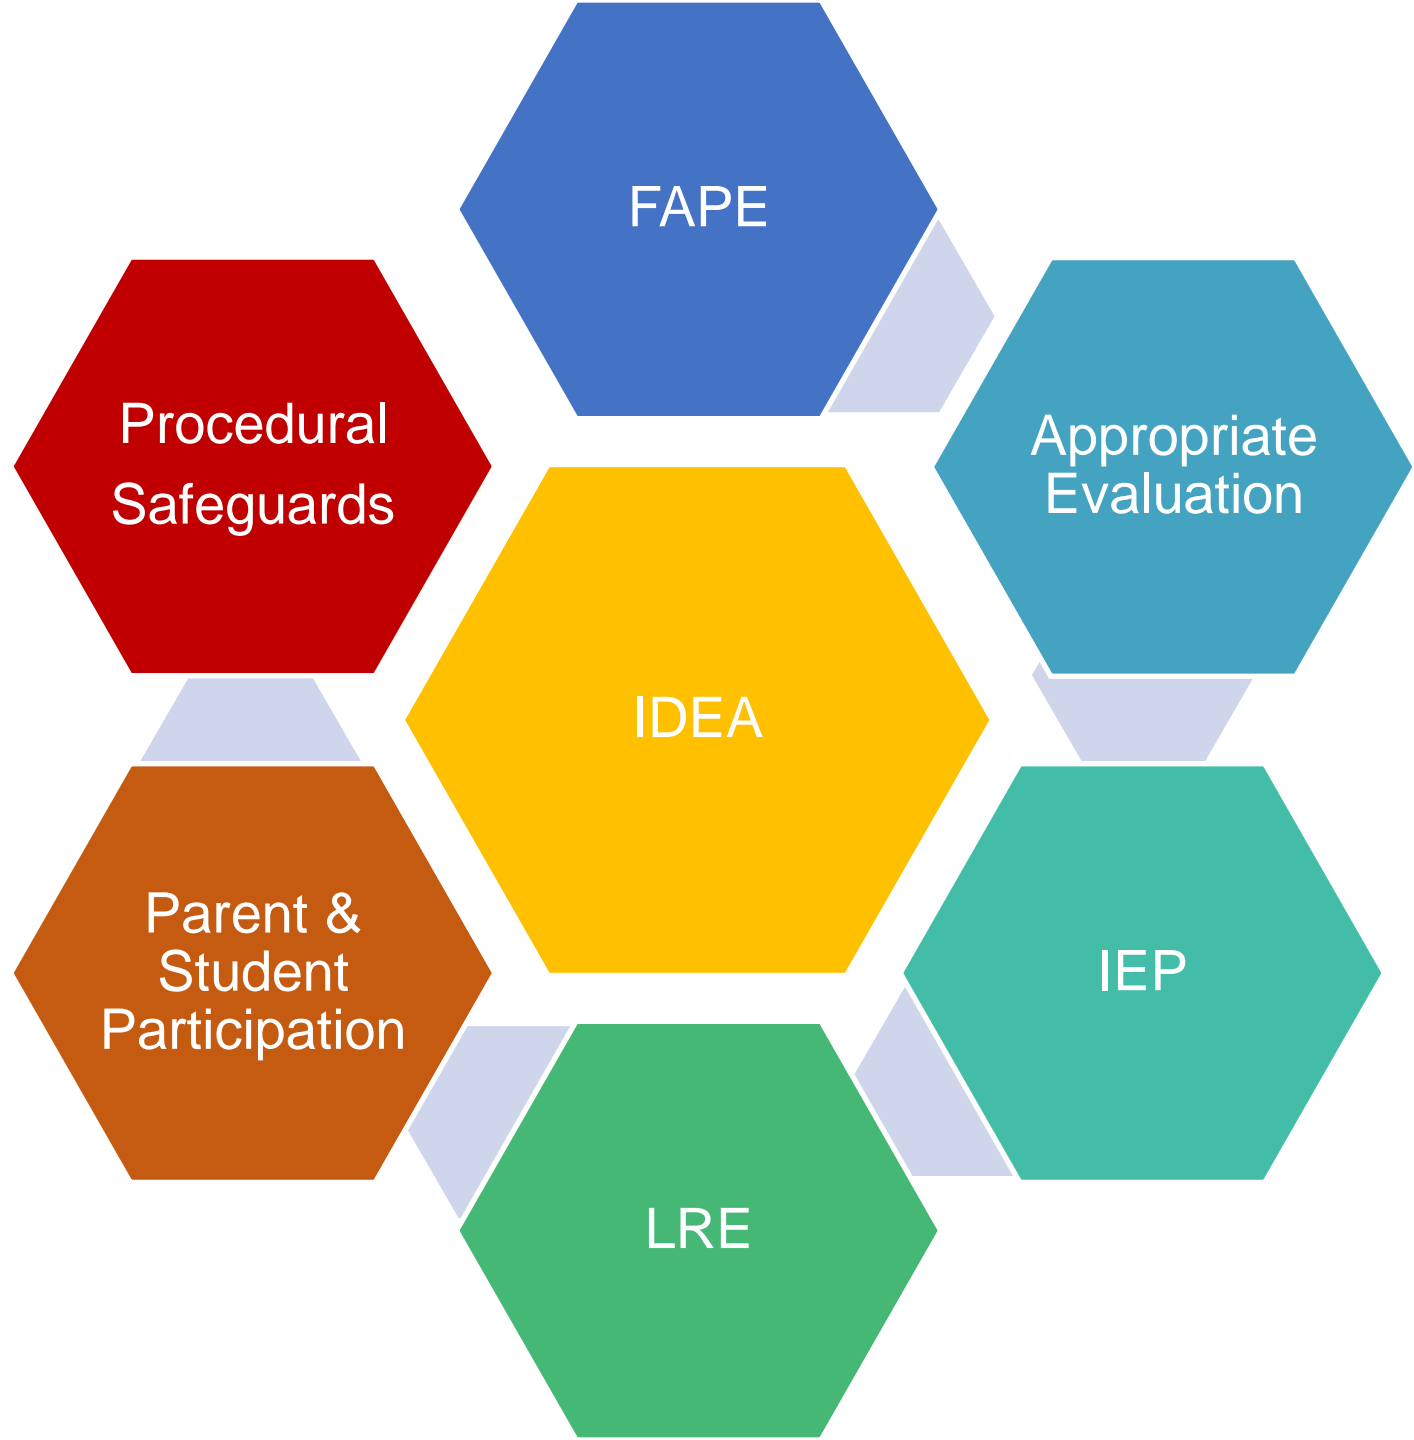 FAPE
Appropriate
Evaluation
IEP
LRE
Parent &
Student
Participation
Procedural
Safeguards
IDEA